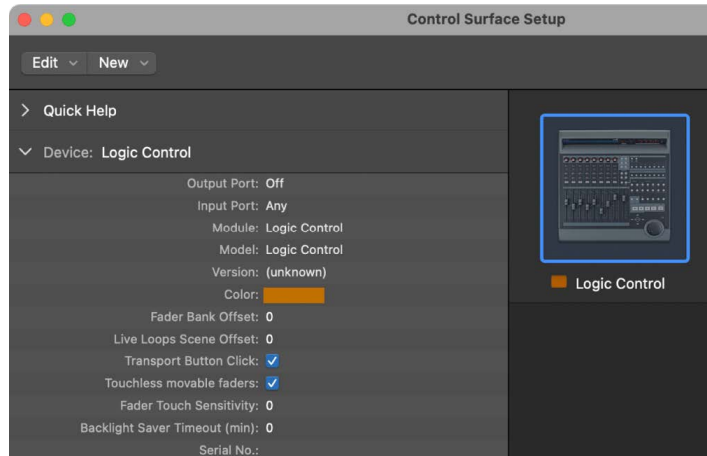 Control Surface Setup
Edit New
Quick Help
Device: Logic Control
Output Port: Off
Input Port: Any
Module: Logic Control
Model: Logic Control
Version: (unknown)
Color:
Fader Bank Offset: 0
Live Loops Scene Offset: 0
Transport Button Click:
Touchless movable faders:
Fader Touch Sensitivity: 0
Backlight Saver Timeout (min): 0
Serial No.:
Logic Control